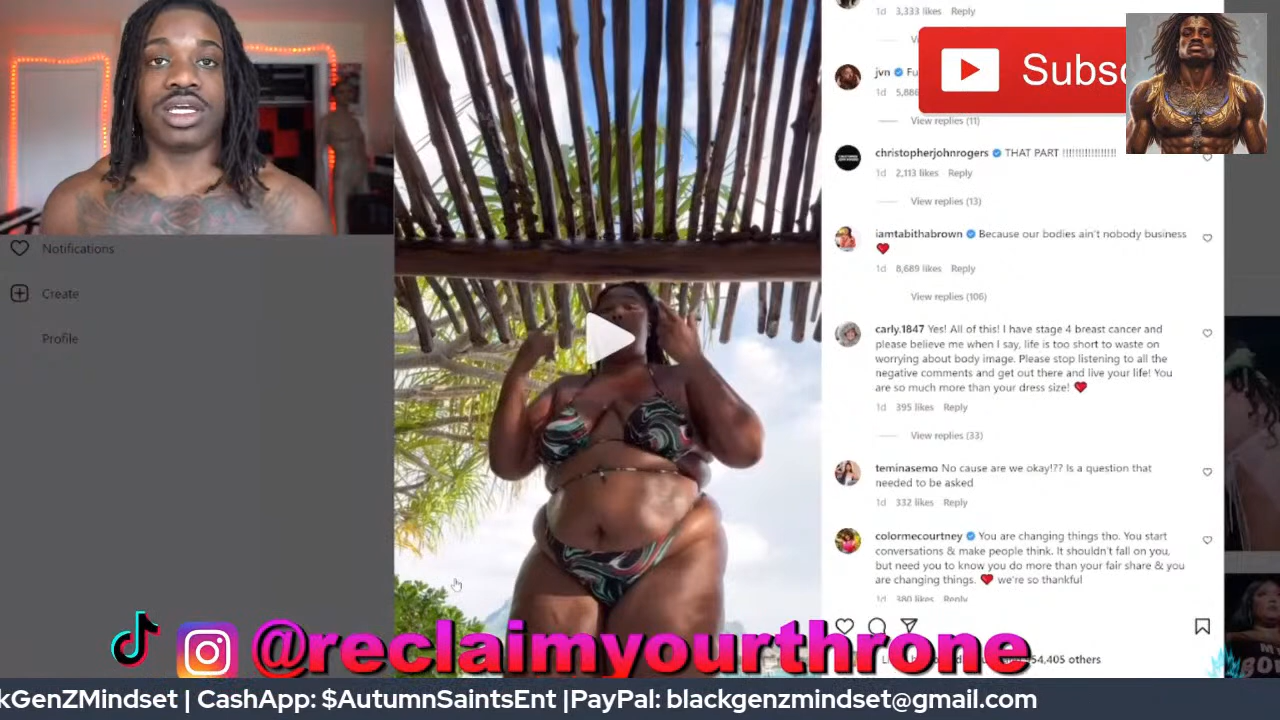 1d 3,333 likes Reply
Subsc
jvn
1d
View replies (11)
christopherjohnrogers THAT PART !!!!!!!!!!!!!!!!!
1d 2,113 likes Reply
View replies (13)
iamtabithabrown Because our bodies ain't nobody business
1d 8,689 likes Reply
View replies (106)
Notifications
Create
Profile
carly.1847 Yes! All of this! I have stage 4 breast cancer and
please believe me when I say, life is too short to waste on
worrying about body image. Please stop listening to all the
negative comments and get out there and live your life! You
are so much more than your dress size!
1d 395 likes Reply
View replies (33)
teminasemo No cause are we okay!?? Is a question that
needed to be asked
1d 332 likes Reply
colormecourtney You are changing things tho. You start
conversations & make people think. It shouldn't fall on you,
but need you to know you do more than your fair share & you
are changing things. we're so thankful
1d 380 likes Reply
@reclaimyourthrone
54,405 others
kGenZMindset | CashApp: $AutumnSaintsEnt |PayPal: blackgenzmindset@gmail.com